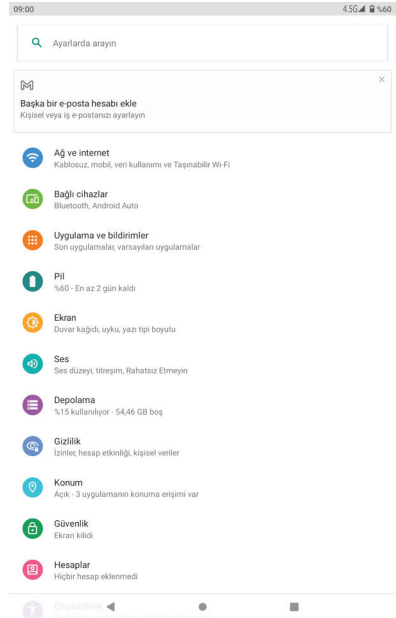 09:00
4.5G %60
Ayarlarda arayın
Başka bir e-posta hesabı ekle
Kişisel veya iş e-postanızı ayarlayın
Ağ ve internet
Kablosuz, mobil, veri kullanımı ve Taşınabilir Wi-Fi
Bağlı cihazlar
Bluetooth, Android Auto
Uygulama ve bildirimler
Son uygulamalar, varsayılan uygulamalar
Pil
%60 - En az 2 gün kaldı
Ekran
Duvar kağıdı, uyku, yazı tipi boyutu
Ses
Ses düzeyi, titreşim, Rahatsız Etmeyin
Depolama
%15 kullanılıyor - 54,46 GB boş
Gizlilik
İzinler, hesap etkinliği, kişisel veriler
Konum
Açık - 3 uygulamanın konuma erişimi var
Güvenlik
Ekran kilidi
Hesaplar
Hiçbir hesap eklenmedi
Erişilebilirlik